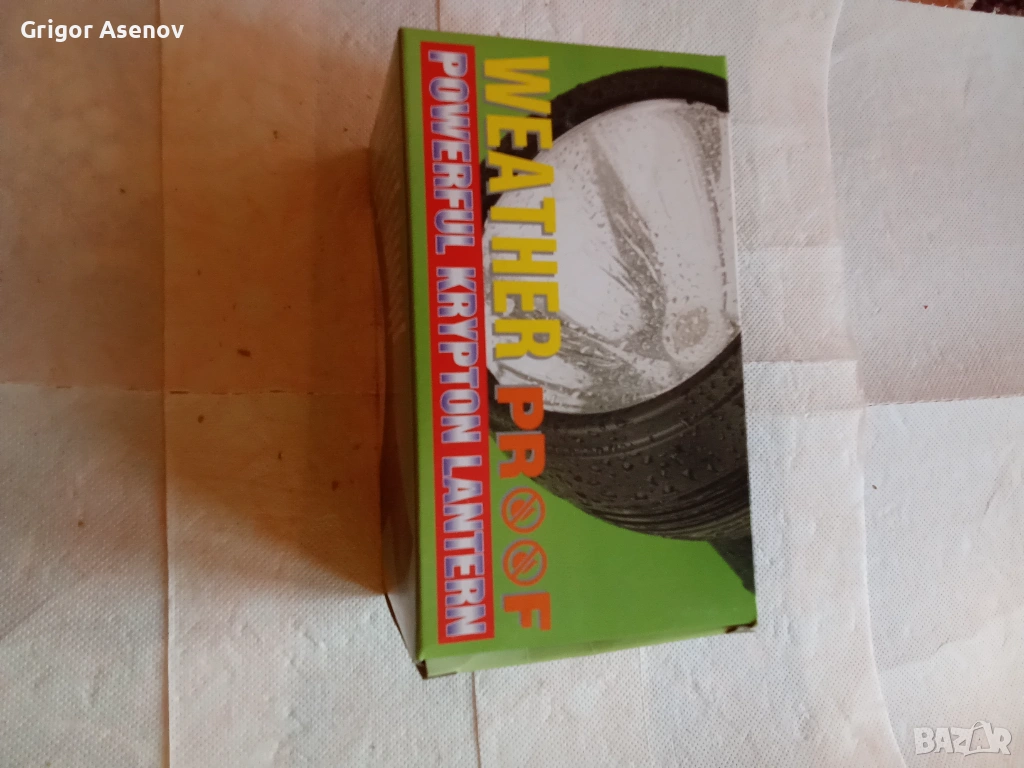 Grigor Asenov
WEATHER PROOF
POWERFUL KRYPTON LANTERN
BAZAR